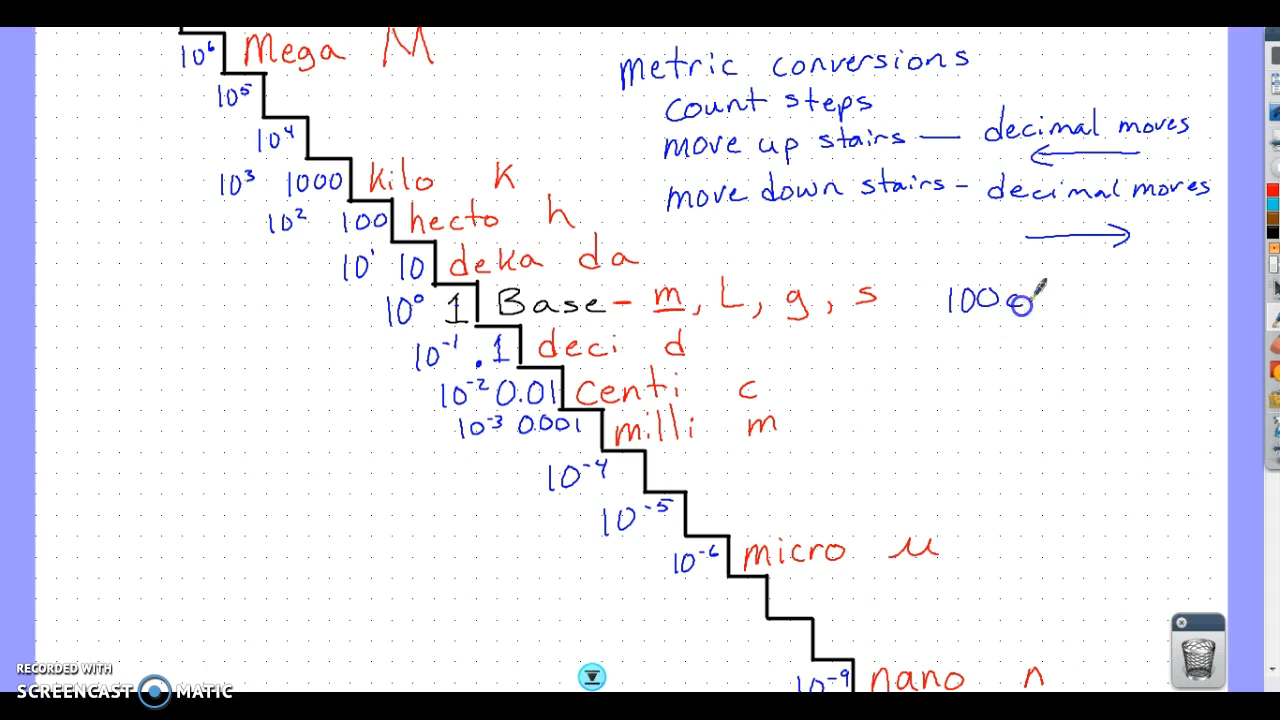 10⁶ Mega M
10⁵
10⁴
10³ 1000 kilo k
10² 100 hecto h
10¹ 10 deka da
10⁰ 1 Base - m, L, g, s
10⁻¹ .1 deci d
10⁻² 0.01 centi c
10⁻³ 0.001 milli m
10⁻⁴
10⁻⁵
10⁻⁶ micro µ
10⁻⁹ nano n
metric conversions
count steps
move up stairs — decimal moves
move down stairs - decimal moves
100
RECORDED WITH
SCREENCAST MATIC